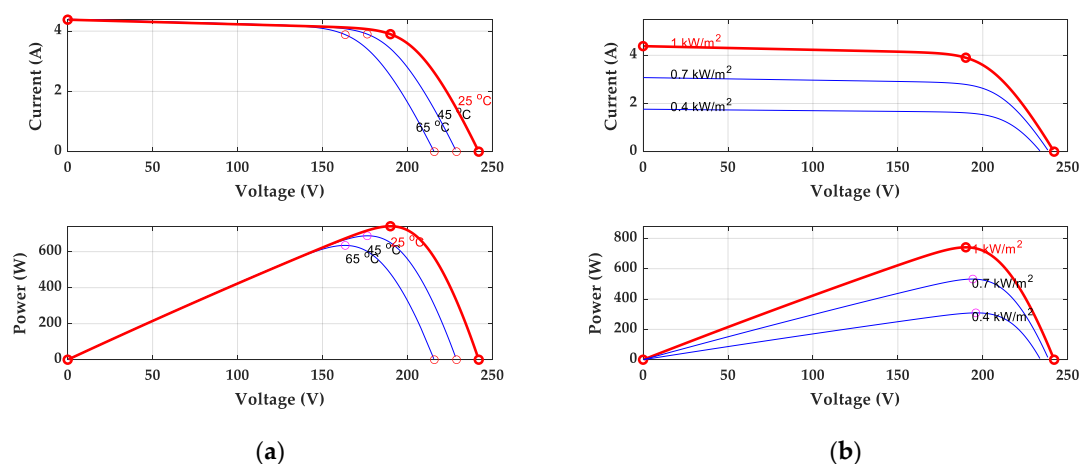 Current (A)
4
2
0
25 °C
45 °C
65 °C
0 50 100 150 200 250
Voltage (V)
Power (W)
600
400
200
0
25 °C
45 °C
65 °C
0 50 100 150 200 250
Voltage (V)
(a)
Current (A)
4
2
0
1 kW/m²
0.7 kW/m²
0.4 kW/m²
0 50 100 150 200 250
Voltage (V)
Power (W)
800
600
400
200
0
1 kW/m²
0.7 kW/m²
0.4 kW/m²
0 50 100 150 200 250
Voltage (V)
(b)